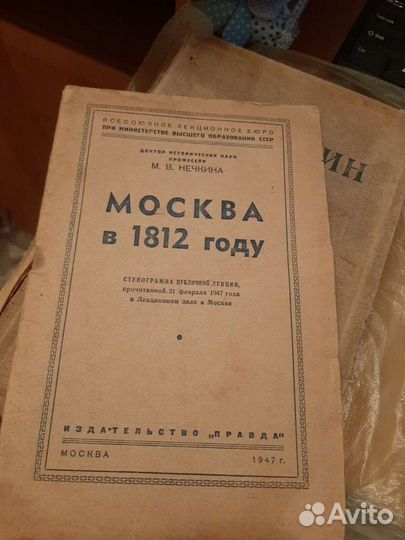 ВСЕСОЮЗНОЕ ЛЕКЦИОННОЕ БЮРО
ПРИ МИНИСТЕРСТВЕ ВЫСШЕГО ОБРАЗОВАНИЯ СССР
ДОКТОР ИСТОРИЧЕСКИХ НАУК
ПРОФЕССОР
М. В. НЕЧКИНА
МОСКВА
в 1812 году
СТЕНОГРАММА ПУБЛИЧНОЙ ЛЕКЦИИ,
прочитанной 21 февраля 1947 года
в Лекционном зале в Москве
ИЗДАТЕЛЬСТВО „ПРАВДА"
МОСКВА 1947 г.
ИН
Avito